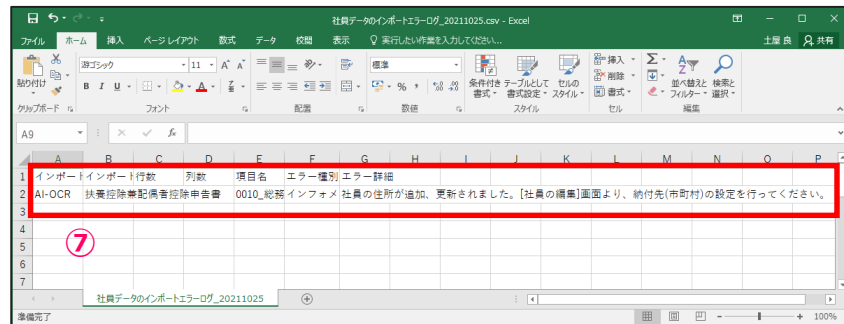 社員データのインポートエラーログ_20211025.csv - Excel
ファイル ホーム 挿入 ページ レイアウト 数式 データ 校閲 表示 実行したい作業を入力してください... 土屋 良 共有
貼り付け 游ゴシック 11 A A 標準 条件付き 書式 テーブルとして 書式設定 セルの スタイル 挿入 削除 書式 並べ替えと フィルター 検索と 選択
B I U A % ,
クリップボード フォント 配置 数値 スタイル セル 編集
A9 fx
A B C D E F G H I J K L M N O P
1 インポートインポート行数 列数 項目名 エラー種別 エラー詳細
2 AI-OCR 扶養控除兼配偶者控除申告書 0010_総務 インフォメ 社員の住所が追加、更新されました。[社員の編集]画面より、納付先(市町村)の設定を行ってください。
3
4
5 ⑦
6
7
社員データのインポートエラーログ_20211025
準備完了 100%